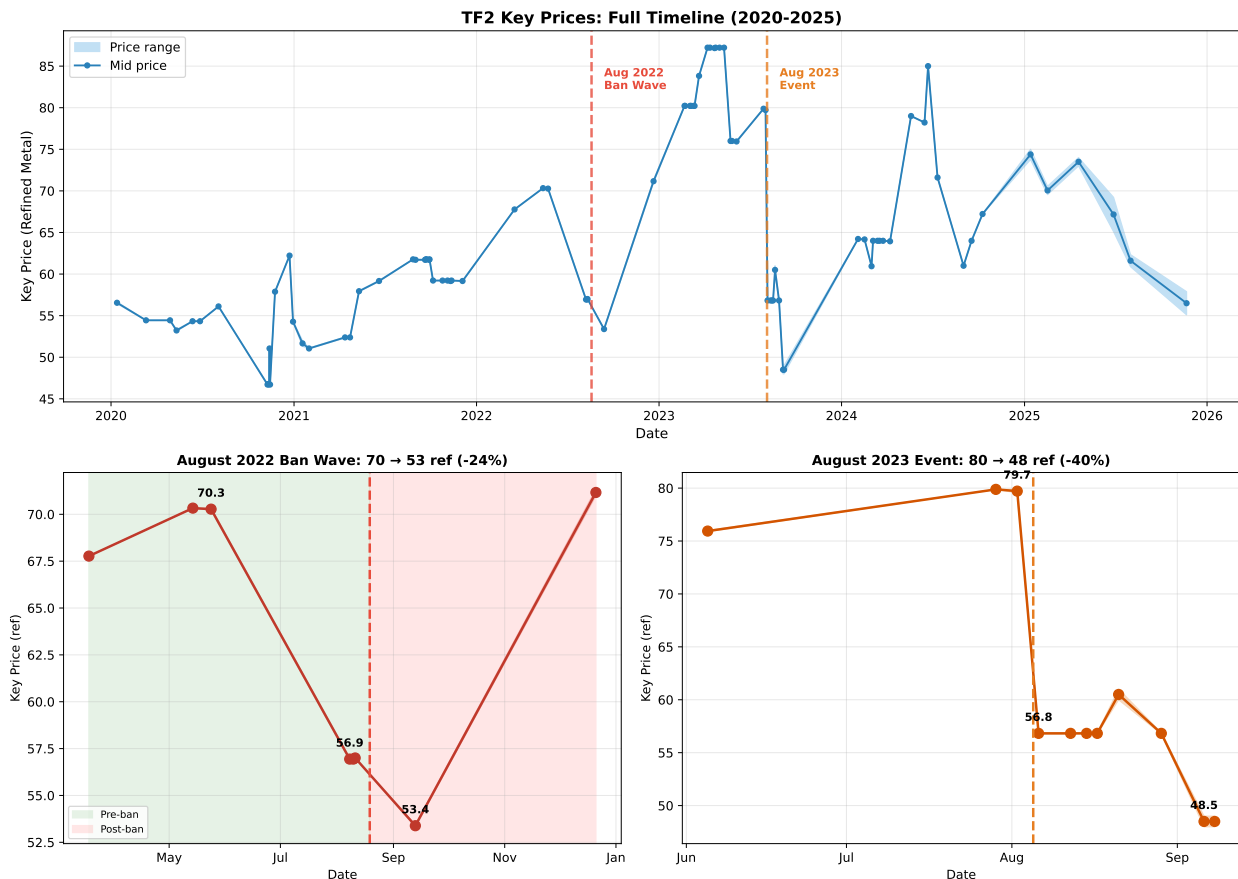 TF2 Key Prices: Full Timeline (2020-2025)
Price range
Mid price
Aug 2022
Ban Wave
Aug 2023
Event
Key Price (Refined Metal)
85
80
75
70
65
60
55
50
45
2020
2021
2022
2023
2024
2025
2026
Date
August 2022 Ban Wave: 70 → 53 ref (-24%)
Key Price (ref)
70.0
67.5
65.0
62.5
60.0
57.5
55.0
52.5
70.3
56.9
53.4
Pre-ban
Post-ban
May
Jul
Sep
Nov
Jan
Date
August 2023 Event: 80 → 48 ref (-40%)
Key Price (ref)
80
75
70
65
60
55
50
79.7
56.8
48.5
Jun
Jul
Aug
Sep
Date